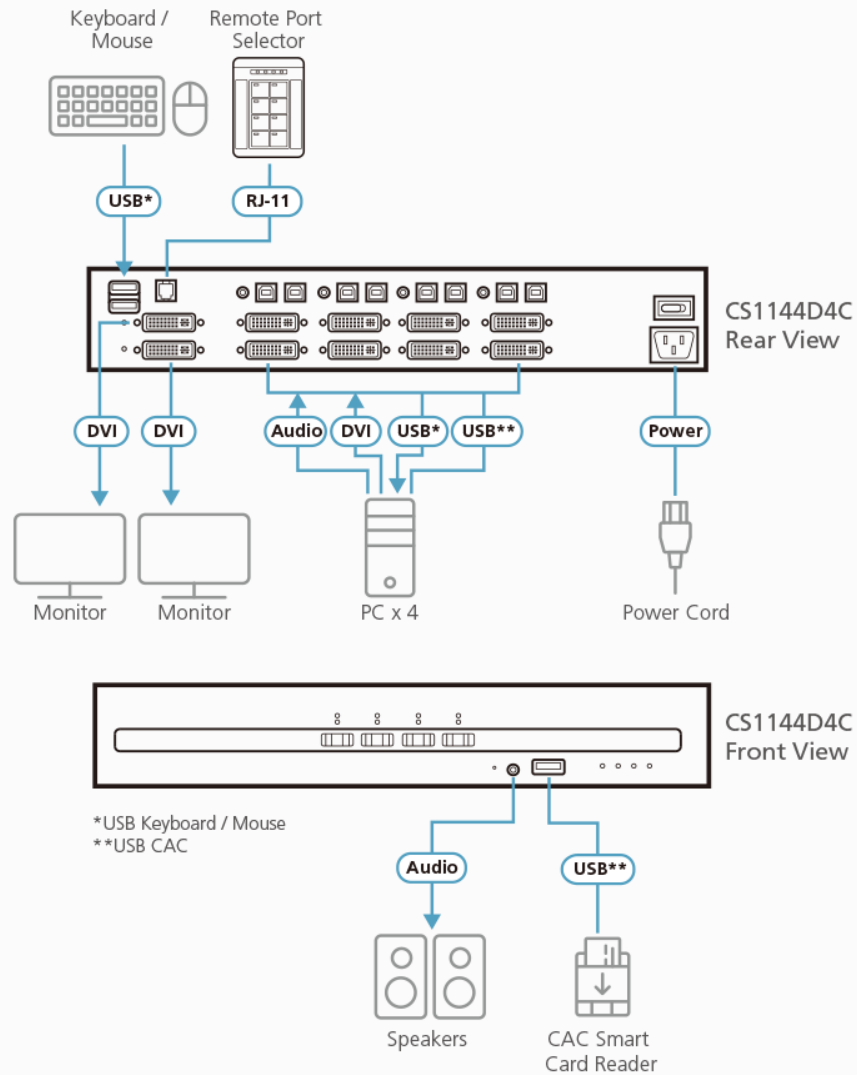 Keyboard /
Mouse
Remote Port
Selector
USB*
RJ-11
CS1144D4C
Rear View
DVI
DVI
Audio
DVI
USB*
USB**
Power
Monitor
Monitor
PC x 4
Power Cord
CS1144D4C
Front View
*USB Keyboard / Mouse
**USB CAC
Audio
USB**
Speakers
CAC Smart
Card Reader